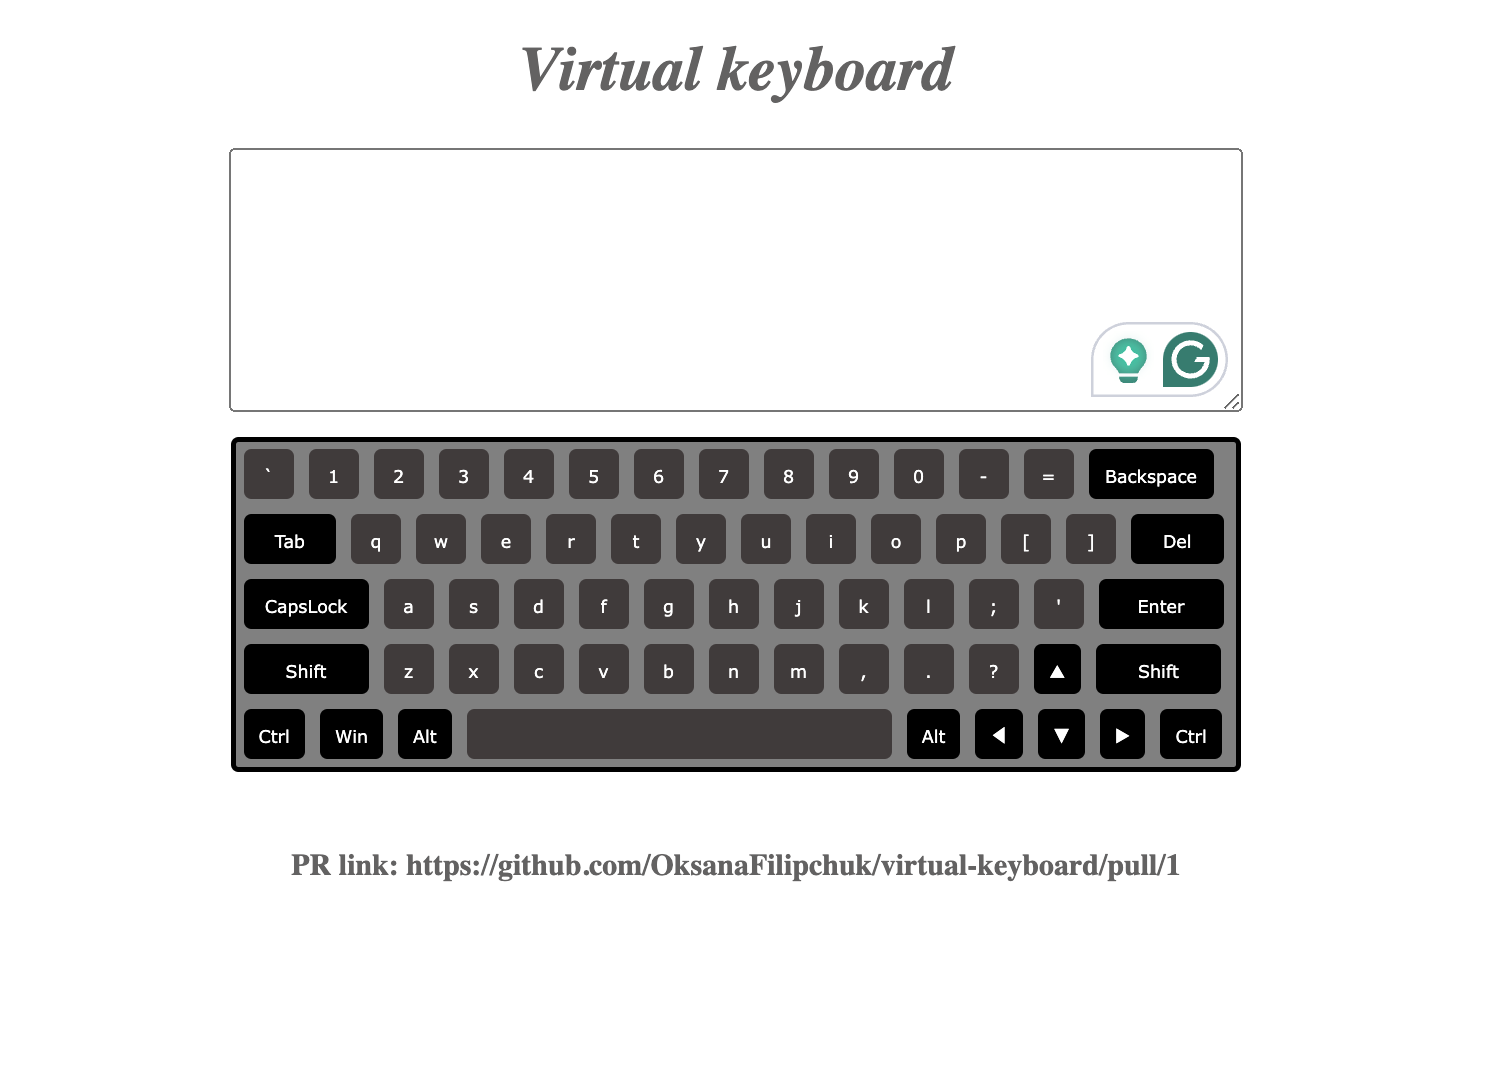 Virtual keyboard
` 1 2 3 4 5 6 7 8 9 0 - = Backspace
Tab q w e r t y u i o p [ ] Del
CapsLock a s d f g h j k l ; ' Enter
Shift z x c v b n m , . ? ▲ Shift
Ctrl Win Alt Alt ◀ ▼ ▶ Ctrl
PR link: https://github.com/OksanaFilipchuk/virtual-keyboard/pull/1